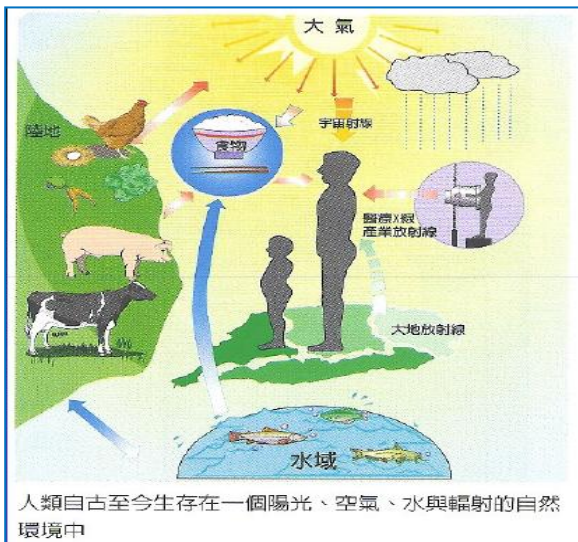 大氣
陸地
宇宙射線
食物
醫療X線
產業放射線
大地放射線
水域
人類自古至今生存在一個陽光、空氣、水與輻射的自然
環境中